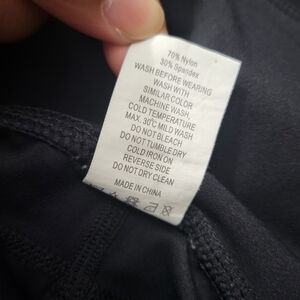 70% Nylon
30% Spandex
WASH BEFORE WEARING
WASH WITH
SIMILAR COLOR
MACHINE WASH,
COLD TEMPERATURE
MAX. 30C MILD WASH
DO NOT BLEACH
DO NOT TUMBLE DRY
COLD IRON ON
REVERSE SIDE
DO NOT DRY CLEAN
MADE IN CHINA